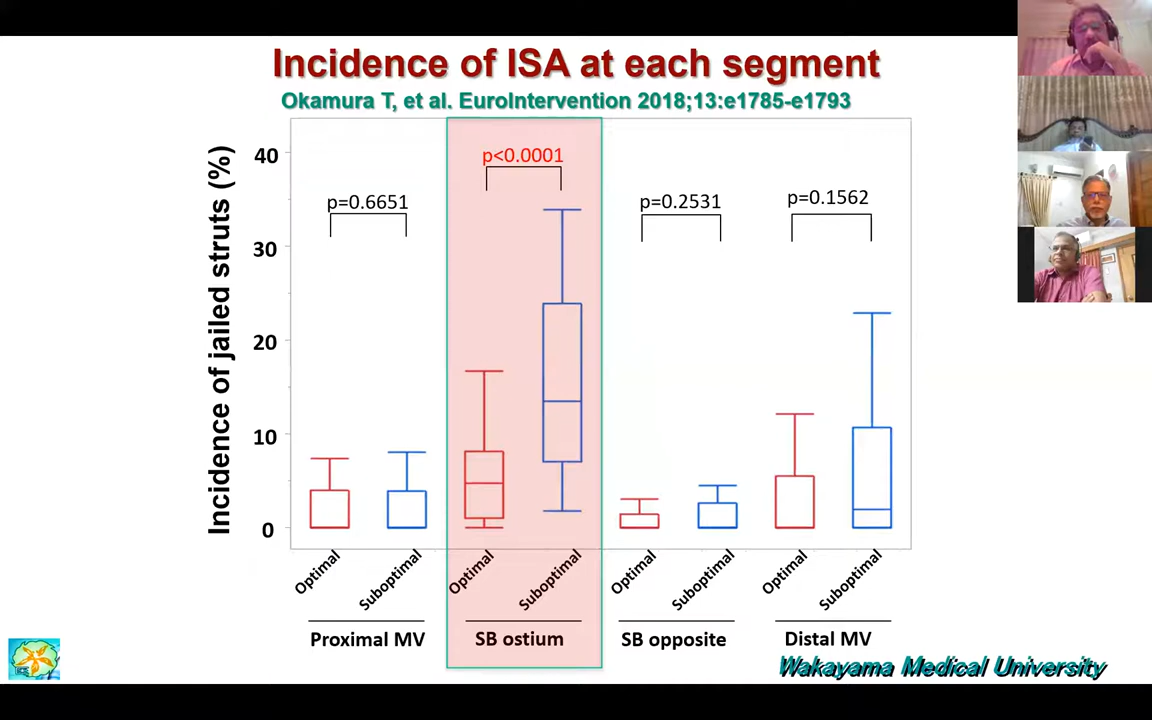 Incidence of ISA at each segment
Okamura T, et al. EuroIntervention 2018;13:e1785-e1793
Incidence of jailed struts (%)
40
30
20
10
0
p=0.6651
p<0.0001
p=0.2531
p=0.1562
Optimal
Suboptimal
Optimal
Suboptimal
Optimal
Suboptimal
Optimal
Suboptimal
Proximal MV
SB ostium
SB opposite
Distal MV
Wakayama Medical University